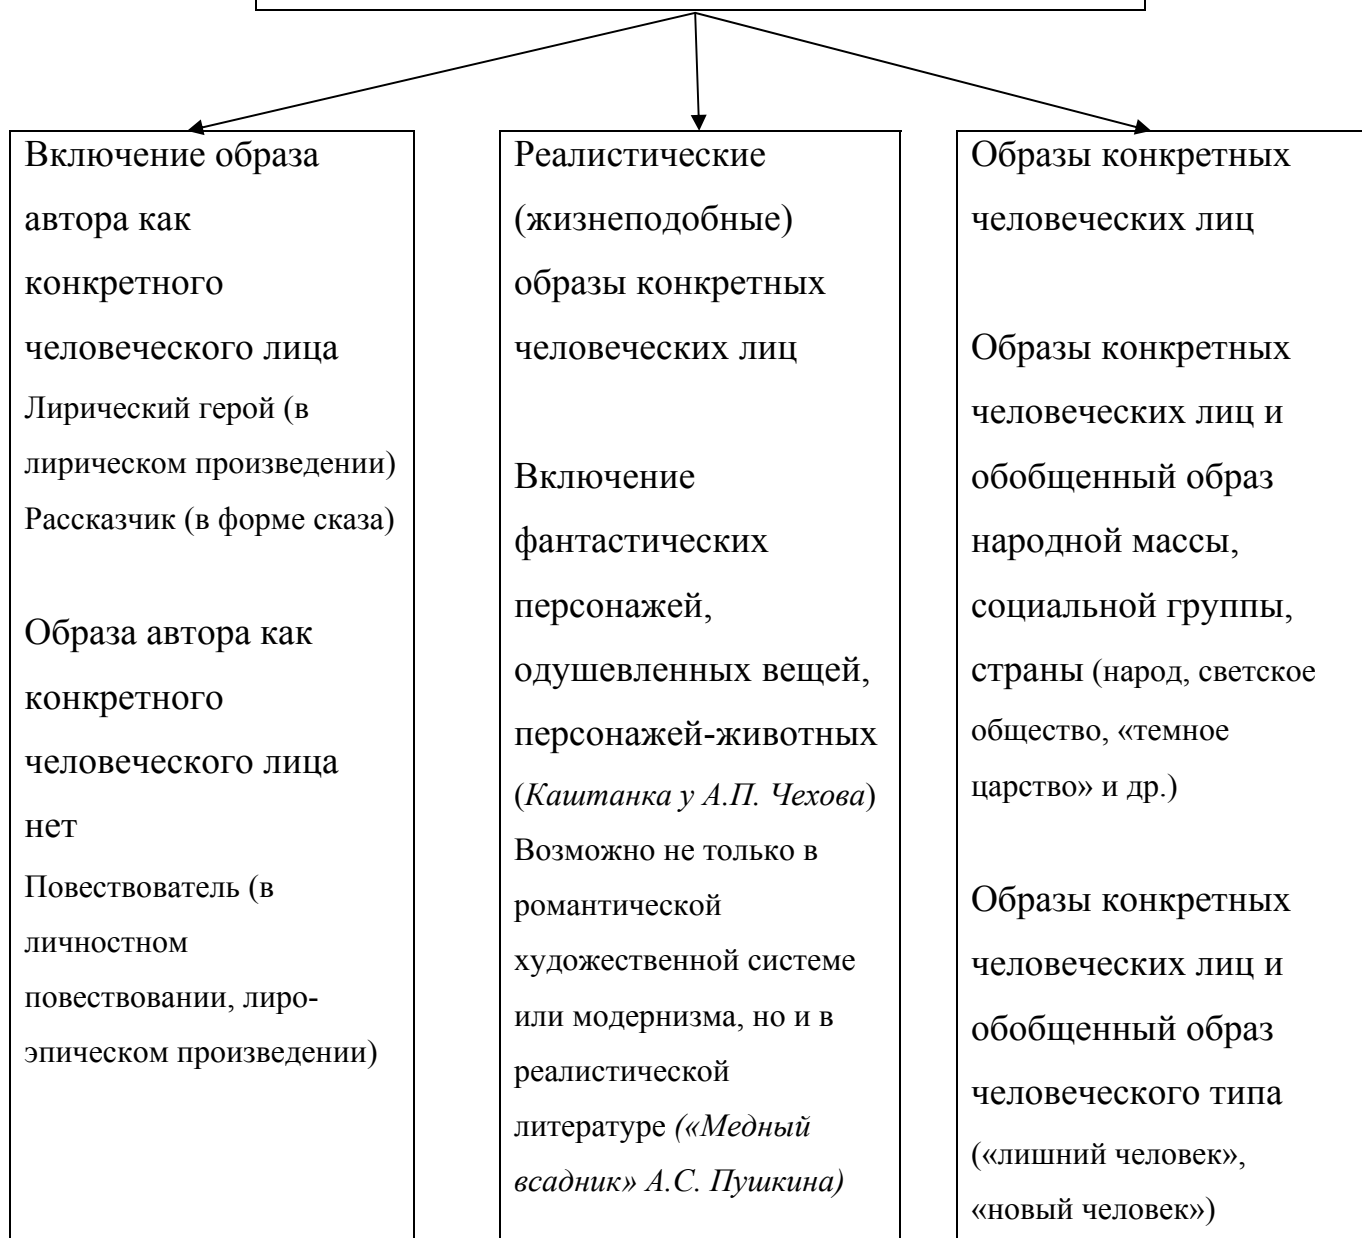 Включение образа
автора как
конкретного
человеческого лица
Лирический герой (в
лирическом произведении)
Рассказчик (в форме сказа)
Образа автора как
конкретного
человеческого лица
нет
Повествователь (в
личностном
повествовании, лиро-
эпическом произведении)
Реалистические
(жизнеподобные)
образы конкретных
человеческих лиц
Включение
фантастических
персонажей,
одушевленных вещей,
персонажей-животных
(Каштанка у А.П. Чехова)
Возможно не только в
романтической
художественной системе
или модернизма, но и в
реалистической
литературе («Медный
всадник» А.С. Пушкина)
Образы конкретных
человеческих лиц
Образы конкретных
человеческих лиц и
обобщенный образ
народной массы,
социальной группы,
страны (народ, светское
общество, «темное
царство» и др.)
Образы конкретных
человеческих лиц и
обобщенный образ
человеческого типа
(«лишний человек»,
«новый человек»)